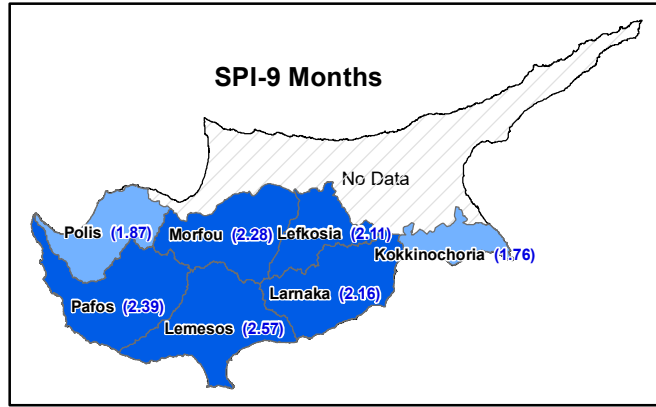 SPI-9 Months
No Data
Polis (1.87)
Morfou (2.28)
Lefkosia (2.11)
Kokkinochoria (1.76)
Pafos (2.39)
Larnaka (2.16)
Lemesos (2.57)